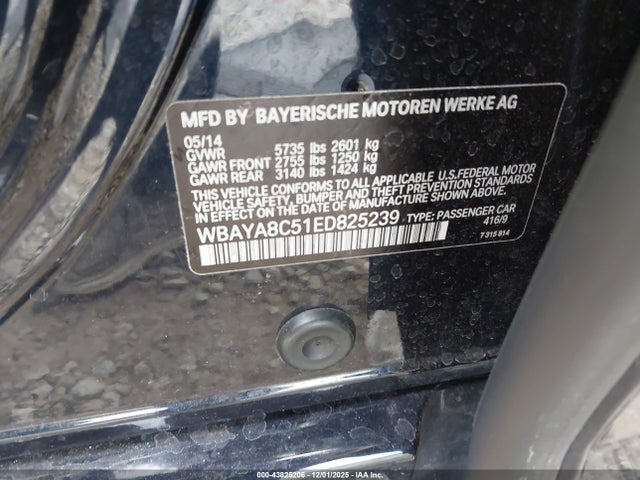 MFD BY BAYERISCHE MOTOREN WERKE AG
05/14
GVWR 5735 lbs 2601 kg
GAWR FRONT 2755 lbs 1250 kg
GAWR REAR 3140 lbs 1424 kg
THIS VEHICLE CONFORMS TO ALL APPLICABLE U.S.FEDERAL MOTOR
VEHICLE SAFETY, BUMPER AND THEFT PREVENTION STANDARDS
IN EFFECT ON THE DATE OF MANUFACTURE SHOWN ABOVE.
WBAYA8C51ED825239 TYPE: PASSENGER CAR
416/9
7 315 814
000-43825206 - 12/01/2025 - IAAI.com